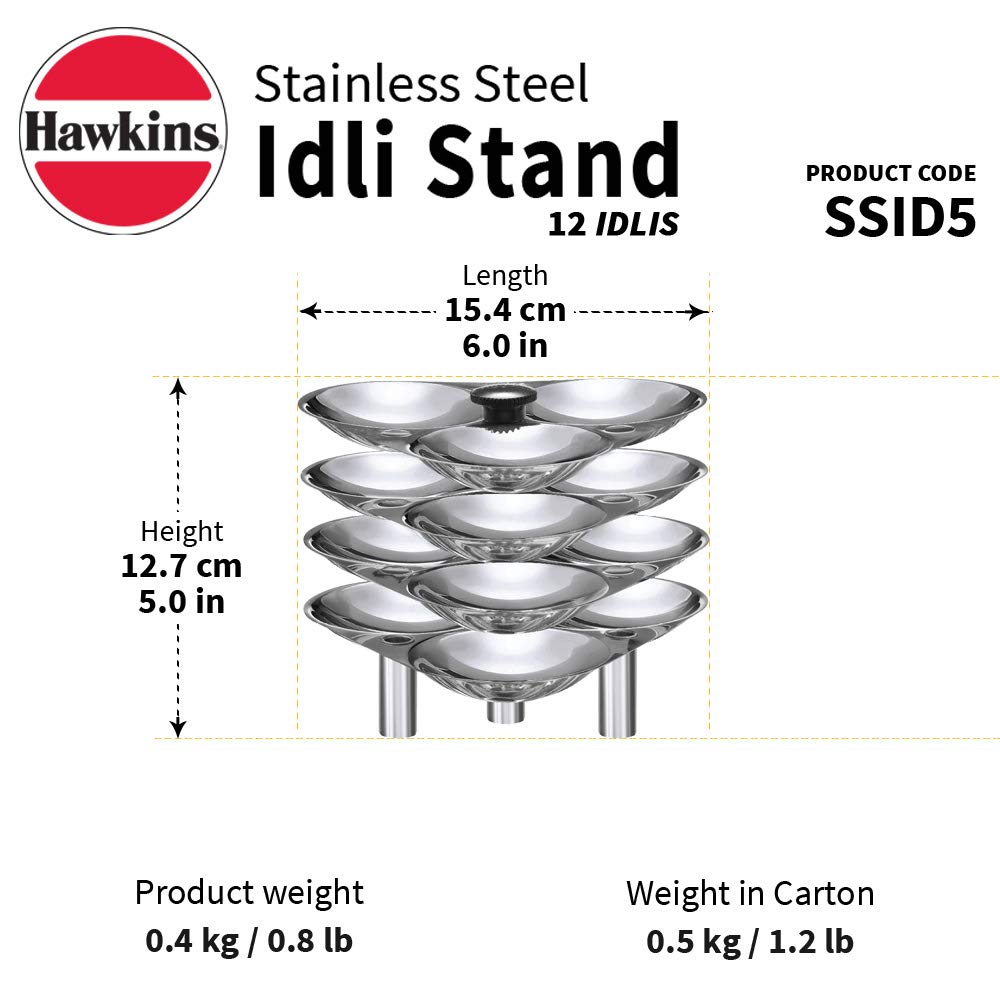 Hawkins
Stainless Steel
Idli Stand
12 IDLIS
PRODUCT CODE
SSID5
Length
15.4 cm
6.0 in
Height
12.7 cm
5.0 in
Product weight
0.4 kg / 0.8 lb
Weight in Carton
0.5 kg / 1.2 lb